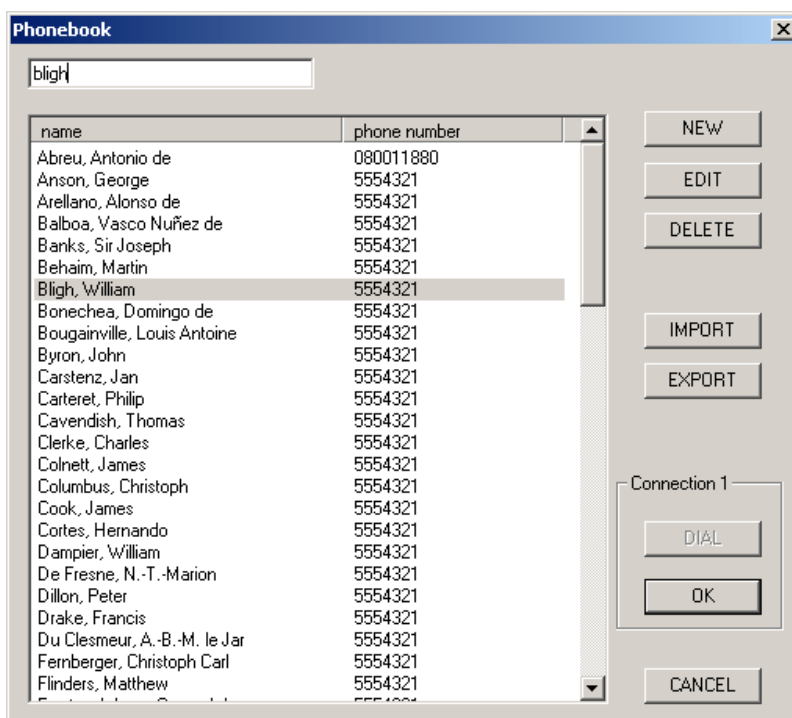 Phonebook
bligh
name phone number
Abreu, Antonio de 080011880
Anson, George 5554321
Arellano, Alonso de 5554321
Balboa, Vasco Nuñez de 5554321
Banks, Sir Joseph 5554321
Behaim, Martin 5554321
Bligh, William 5554321
Bonechea, Domingo de 5554321
Bougainville, Louis Antoine 5554321
Byron, John 5554321
Carstenz, Jan 5554321
Carteret, Philip 5554321
Cavendish, Thomas 5554321
Clerke, Charles 5554321
Colnett, James 5554321
Columbus, Christoph 5554321
Cook, James 5554321
Cortes, Hernando 5554321
Dampier, William 5554321
De Fresne, N.-T.-Marion 5554321
Dillon, Peter 5554321
Drake, Francis 5554321
Du Clesmeur, A.-B.-M. le Jar 5554321
Fernberger, Christoph Carl 5554321
Flinders, Matthew 5554321
NEW
EDIT
DELETE
IMPORT
EXPORT
Connection 1
DIAL
OK
CANCEL